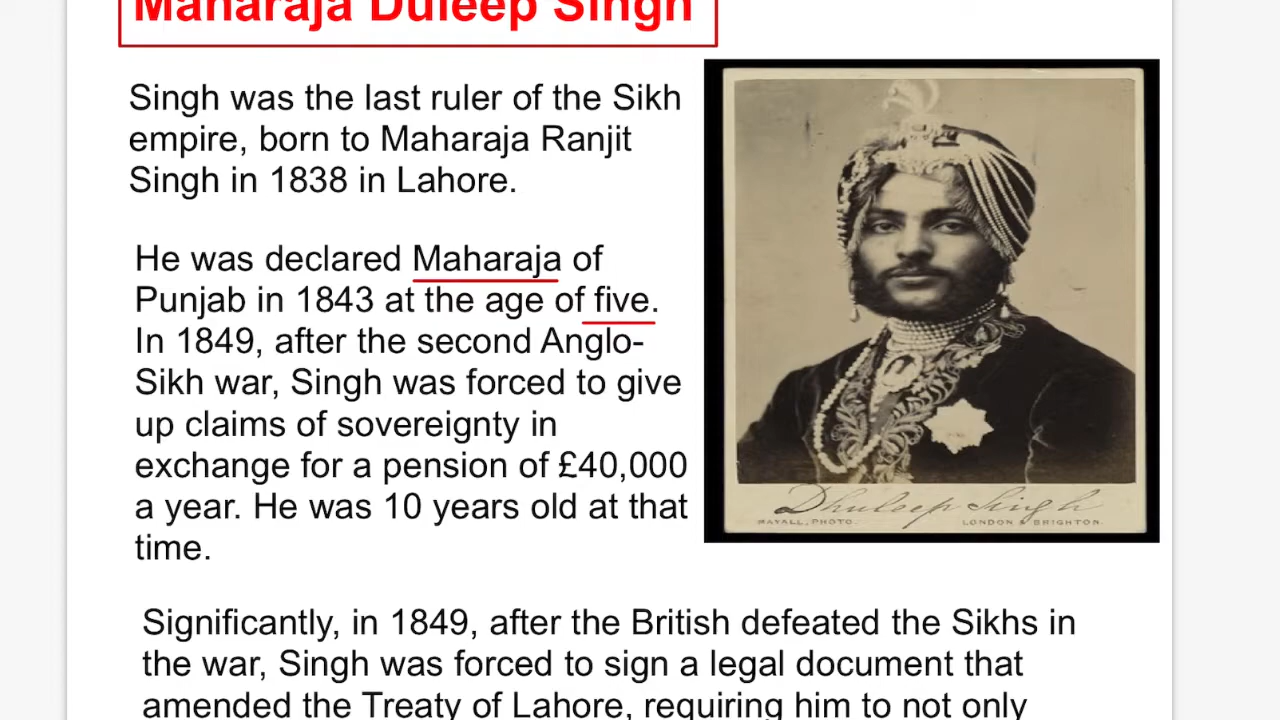 Maharaja Duleep Singh
Singh was the last ruler of the Sikh
empire, born to Maharaja Ranjit
Singh in 1838 in Lahore.
He was declared Maharaja of
Punjab in 1843 at the age of five.
In 1849, after the second Anglo-
Sikh war, Singh was forced to give
up claims of sovereignty in
exchange for a pension of £40,000
a year. He was 10 years old at that
time.
Dhuleep Singh
MAYALL, PHOTO.
LONDON & BRIGHTON.
Significantly, in 1849, after the British defeated the Sikhs in
the war, Singh was forced to sign a legal document that
amended the Treaty of Lahore, requiring him to not only